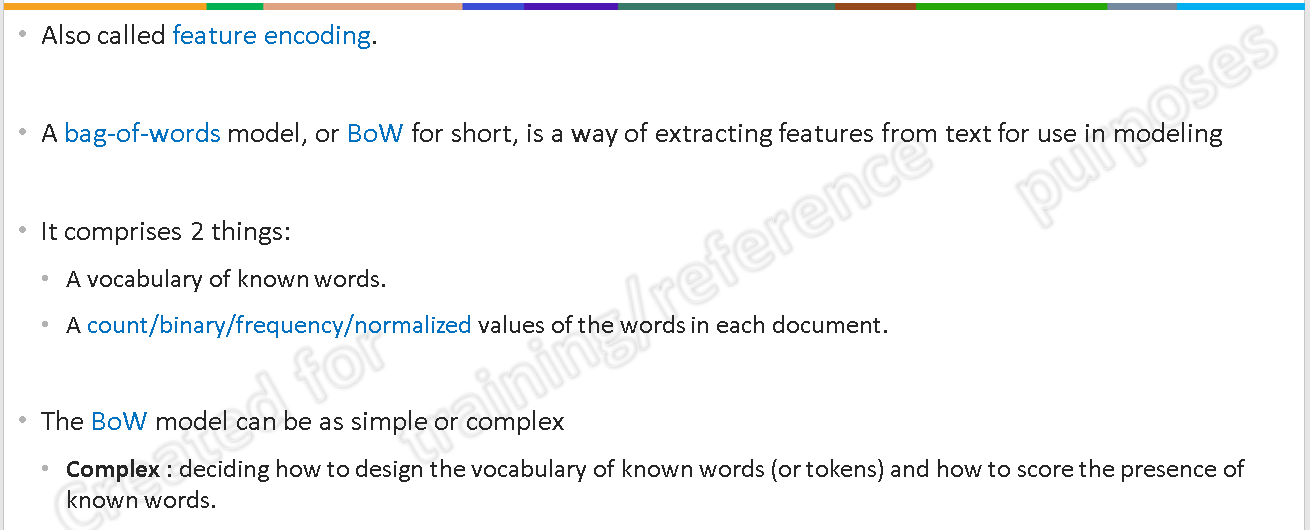 • Also called feature encoding.
• A bag-of-words model, or BoW for short, is a way of extracting features from text for use in modeling
• It comprises 2 things:
• A vocabulary of known words.
• A count/binary/frequency/normalized values of the words in each document.
• The BoW model can be as simple or complex
• Complex : deciding how to design the vocabulary of known words (or tokens) and how to score the presence of
known words.
Created for training/reference purposes